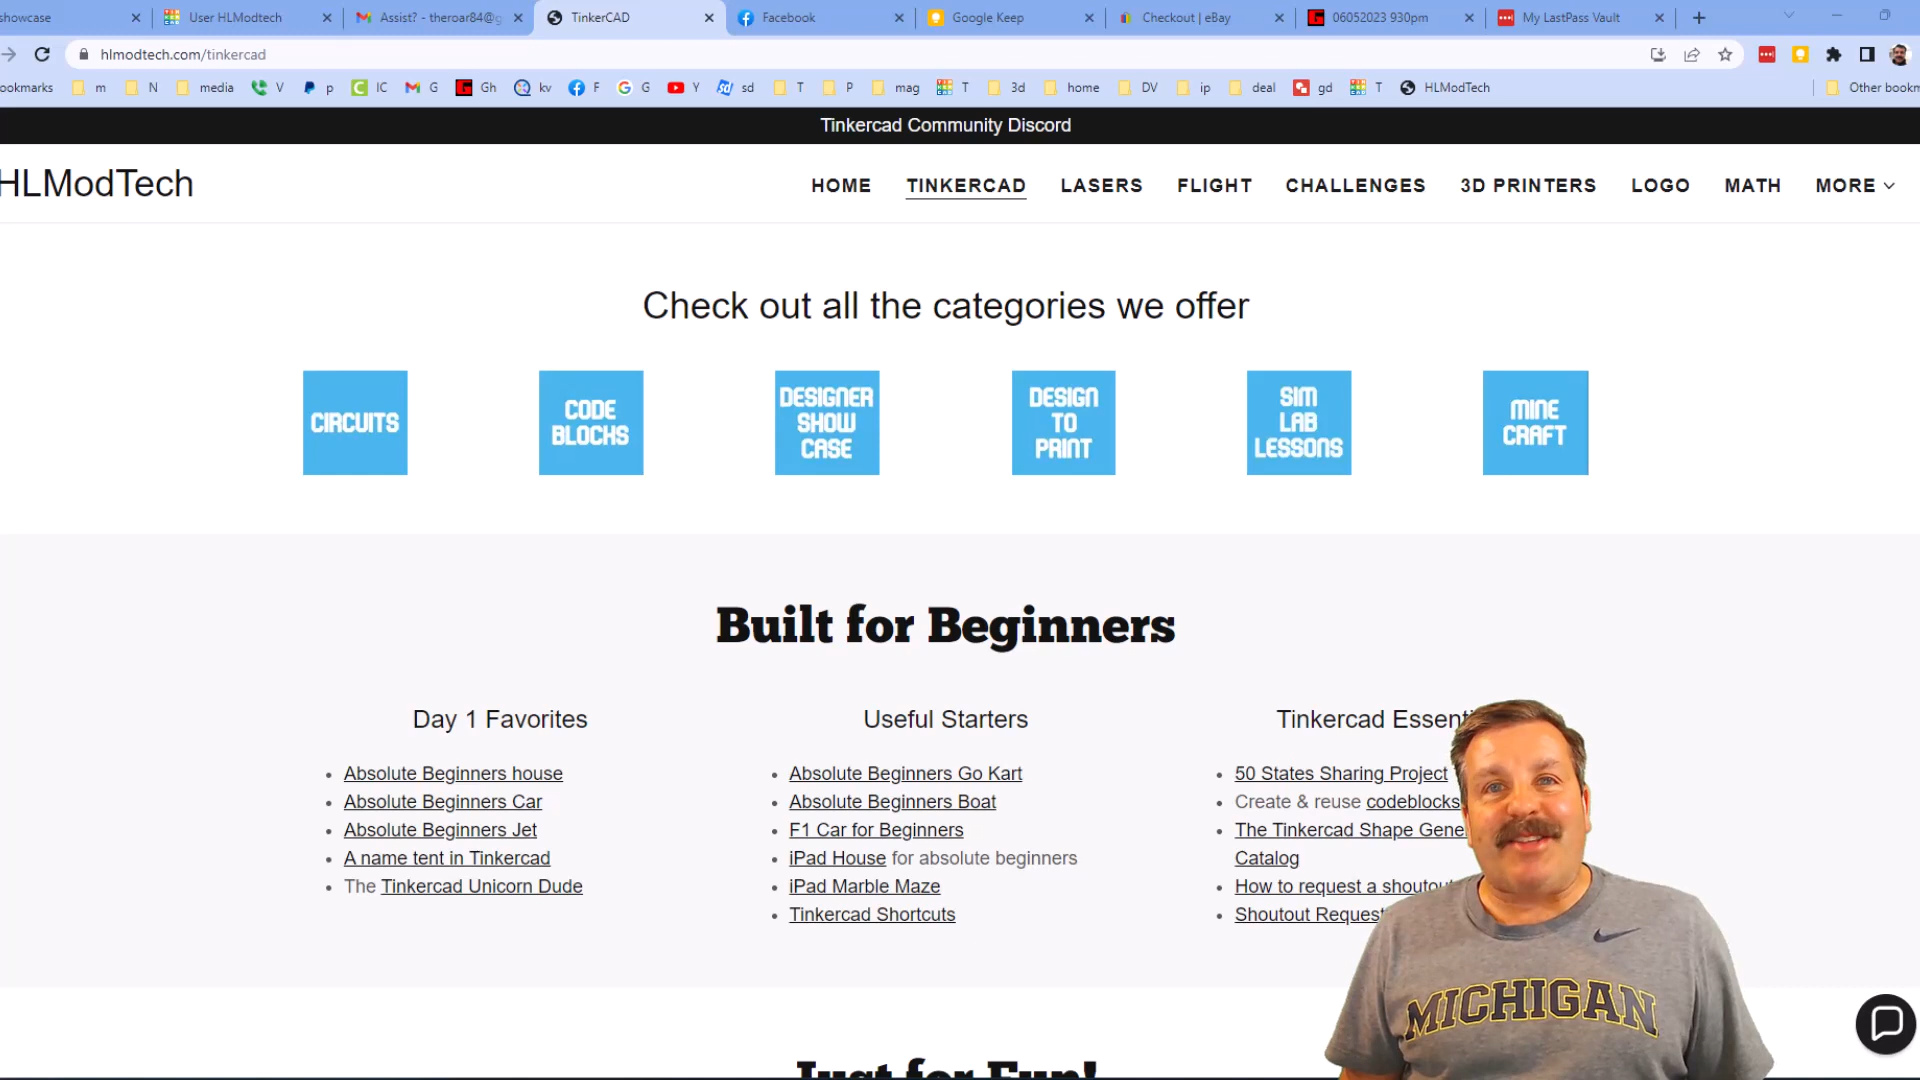 showcase
User HLModtech
Assist? - theroar84@g
TinkerCAD
Facebook
Google Keep
Checkout | eBay
06052023 930pm
My LastPass Vault
hlmodtech.com/tinkercad
ookmarks m N media V p IC G Gh kv F G Y sd T P mag T 3d home DV ip deal gd T HLModTech Other bookm
Tinkercad Community Discord
HLModTech
HOME TINKERCAD LASERS FLIGHT CHALLENGES 3D PRINTERS LOGO MATH MORE
Check out all the categories we offer
CIRCUITS
CODE
BLOCKS
DESIGNER
SHOW
CASE
DESIGN
TO
PRINT
SIM
LAB
LESSONS
MINE
CRAFT
Built for Beginners
Day 1 Favorites
Absolute Beginners house
Absolute Beginners Car
Absolute Beginners Jet
A name tent in Tinkercad
The Tinkercad Unicorn Dude
Useful Starters
Absolute Beginners Go Kart
Absolute Beginners Boat
F1 Car for Beginners
iPad House for absolute beginners
iPad Marble Maze
Tinkercad Shortcuts
Tinkercad Essenti
50 States Sharing Project
Create & reuse codeblocks
The Tinkercad Shape Gene
Catalog
How to request a shoutou
Shoutout Request
MICHIGAN
Just for Fun!